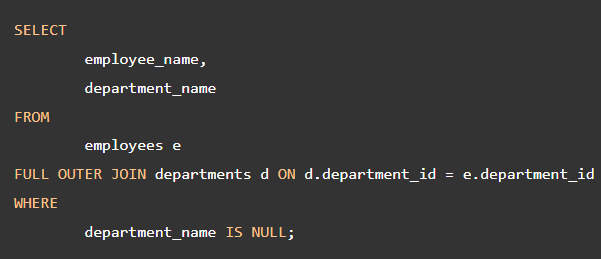 SELECT
employee_name,
department_name
FROM
employees e
FULL OUTER JOIN departments d ON d.department_id = e.department_id
WHERE
department_name IS NULL;